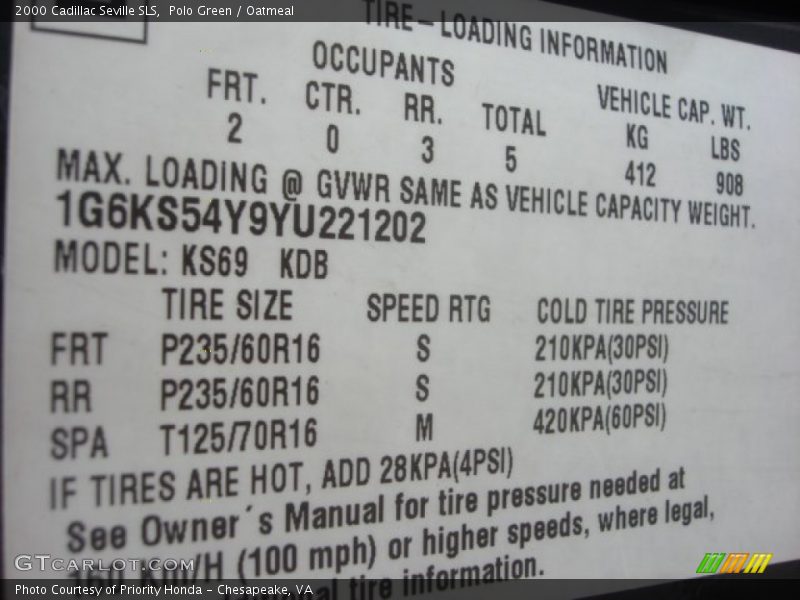 2000 Cadillac Seville SLS, Polo Green / Oatmeal
TIRE-LOADING INFORMATION
OCCUPANTS VEHICLE CAP. WT.
FRT. CTR. RR. TOTAL KG LBS
2 0 3 5 412 908
MAX. LOADING @ GVWR SAME AS VEHICLE CAPACITY WEIGHT.
1G6KS54Y9YU221202
MODEL: KS69 KDB
TIRE SIZE SPEED RTG COLD TIRE PRESSURE
FRT P235/60R16 S 210KPA(30PSI)
RR P235/60R16 S 210KPA(30PSI)
SPA T125/70R16 M 420KPA(60PSI)
IF TIRES ARE HOT, ADD 28KPA(4PSI)
See Owner´s Manual for tire pressure needed at
160 Km/H (100 mph) or higher speeds, where legal,
tire information.
GTCarLot.com
Photo Courtesy of Priority Honda - Chesapeake, VA